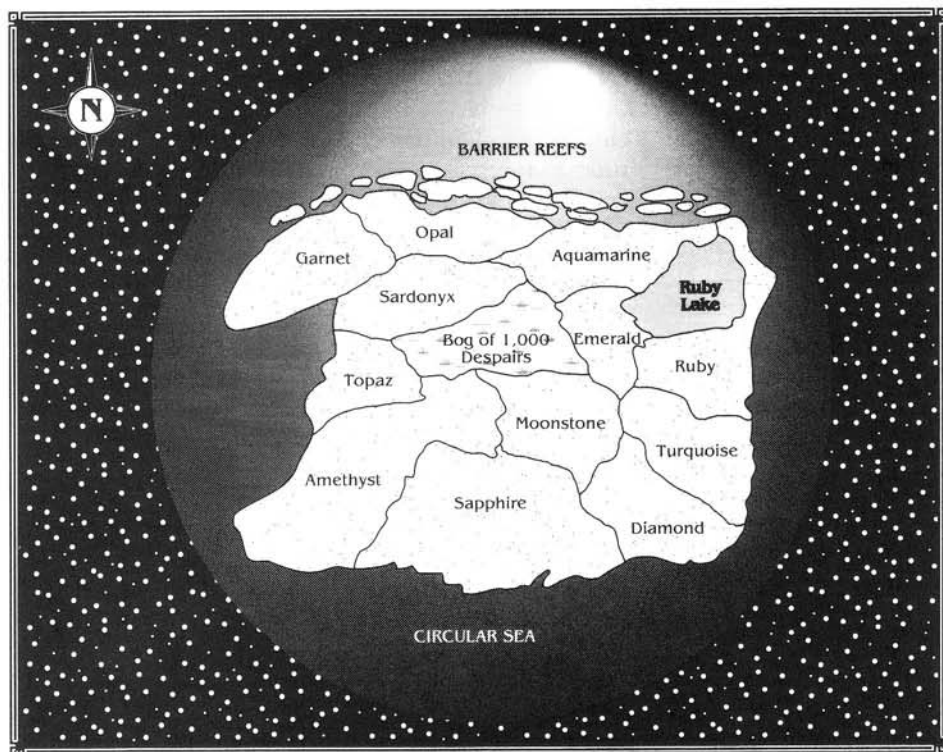 N
BARRIER REEFS
Opal
Garnet
Aquamarine
Ruby
Lake
Sardonyx
Bog of 1,000
Despairs
Emerald
Ruby
Topaz
Moonstone
Turquoise
Amethyst
Sapphire
Diamond
CIRCULAR SEA